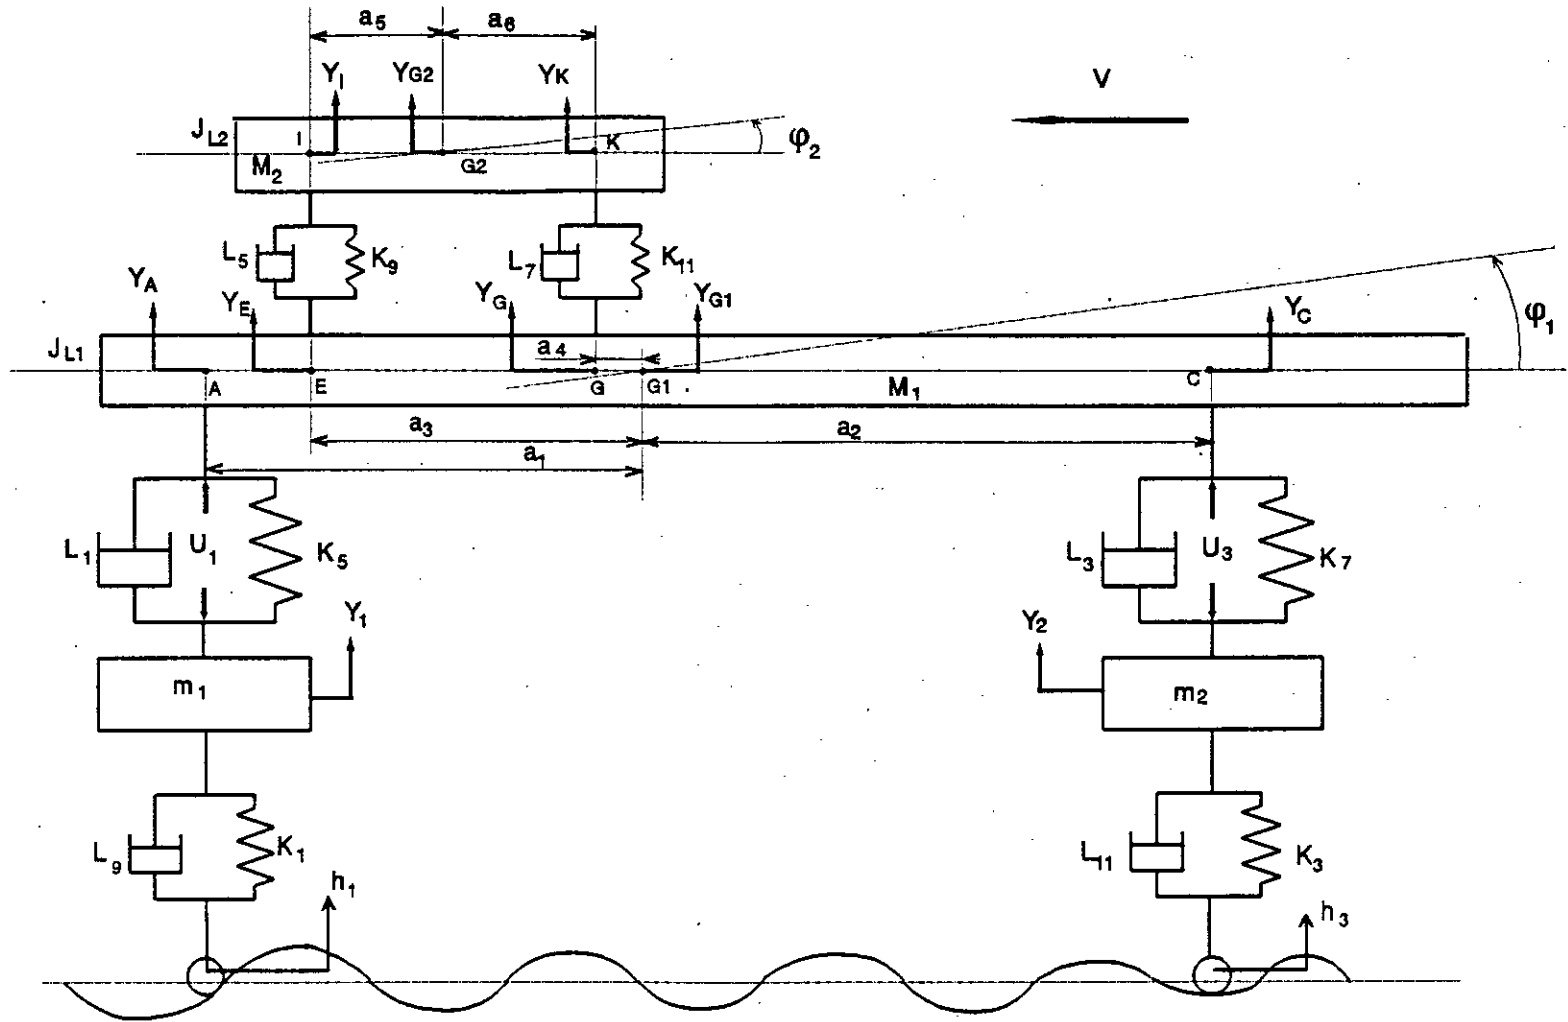 a₅ a₆
Y_I Y_G2 Y_K V
J_L2 I K φ₂
M₂ G2
L₅ K₉ L₇ K₁₁
Y_A Y_E Y_G Y_G1 Y_C φ₁
J_L1 a₄
A E G G1 M₁ C
a₃ a₂
a₁
L₁ U₁ K₅ L₃ U₃ K₇
Y₁ Y₂
m₁ m₂
L₉ K₁ L₁₁ K₃
h₁ h₃